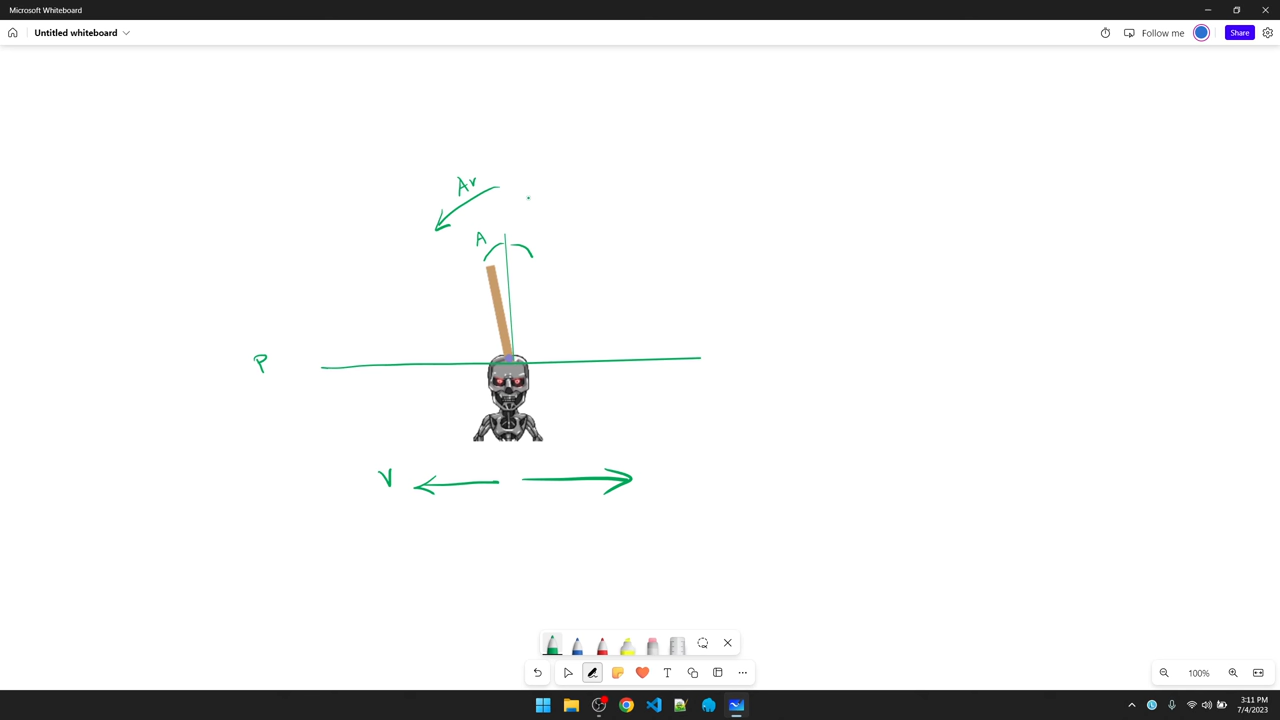 Microsoft Whiteboard
Untitled whiteboard
Follow me
Share
Av
A
P
V
100%
3:11 PM
7/4/2023